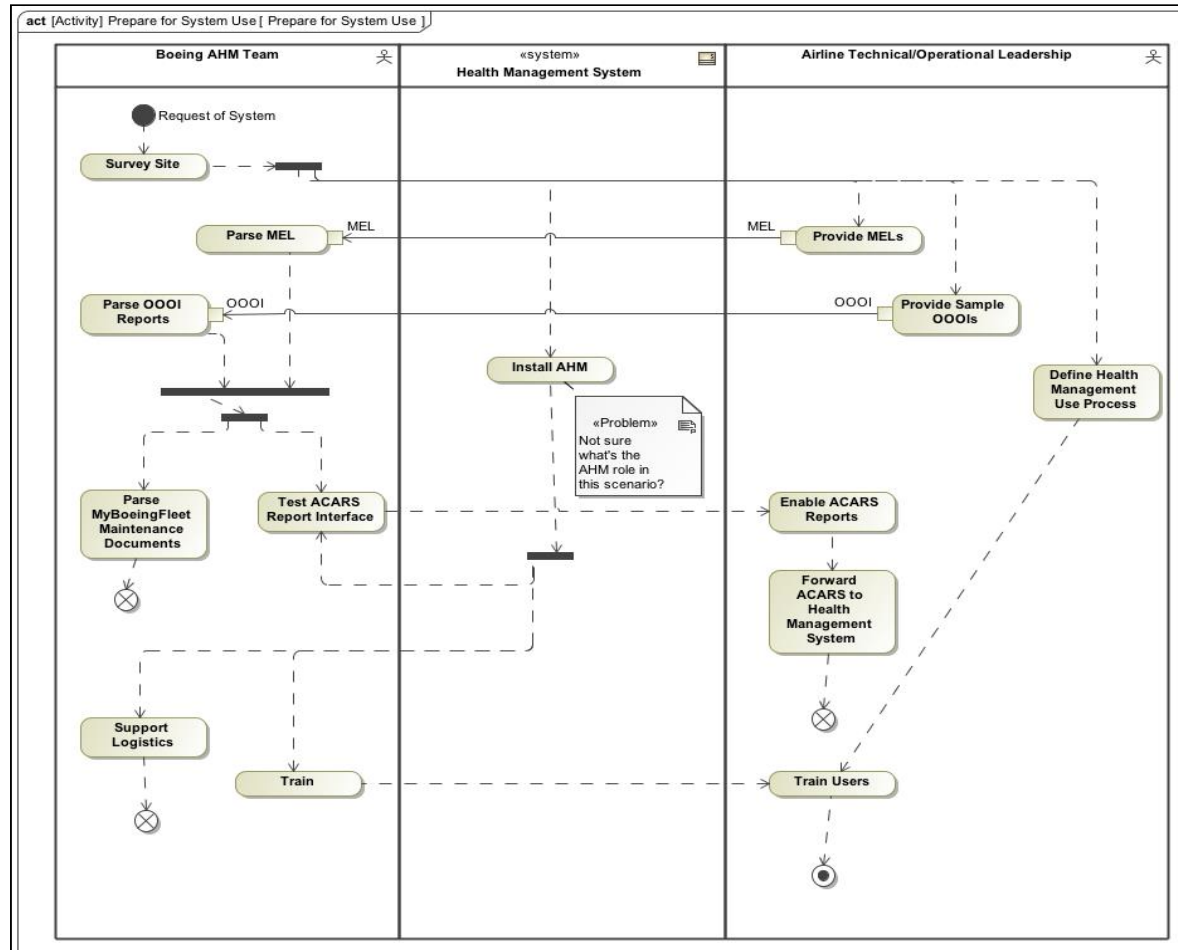 act [Activity] Prepare for System Use [ Prepare for System Use ]
Boeing AHM Team
«system»
Health Management System
Airline Technical/Operational Leadership
Request of System
Survey Site
Parse MEL
MEL
MEL
Provide MELs
Parse OOOI
Reports
OOOI
OOOI
Provide Sample
OOOIs
Install AHM
Define Health
Management
Use Process
«Problem»
Not sure
what's the
AHM role in
this scenario?
Parse
MyBoeingFleet
Maintenance
Documents
Test ACARS
Report Interface
Enable ACARS
Reports
Forward
ACARS to
Health
Management
System
Support
Logistics
Train
Train Users